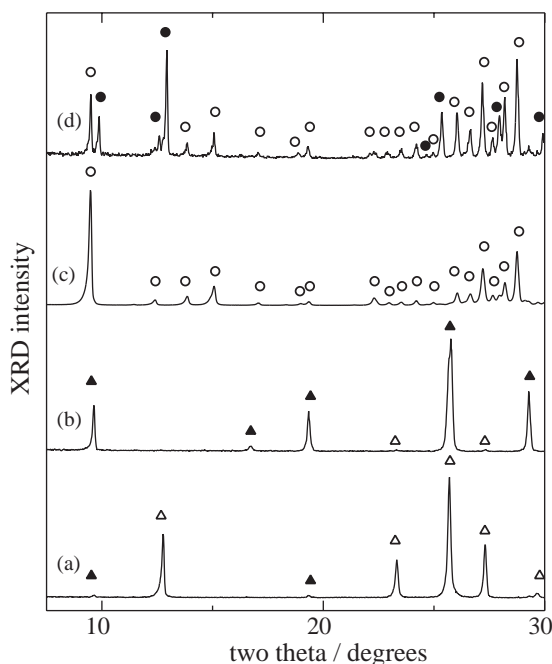 (d)
(c)
(b)
(a)
XRD intensity
10 20 30
two theta / degrees